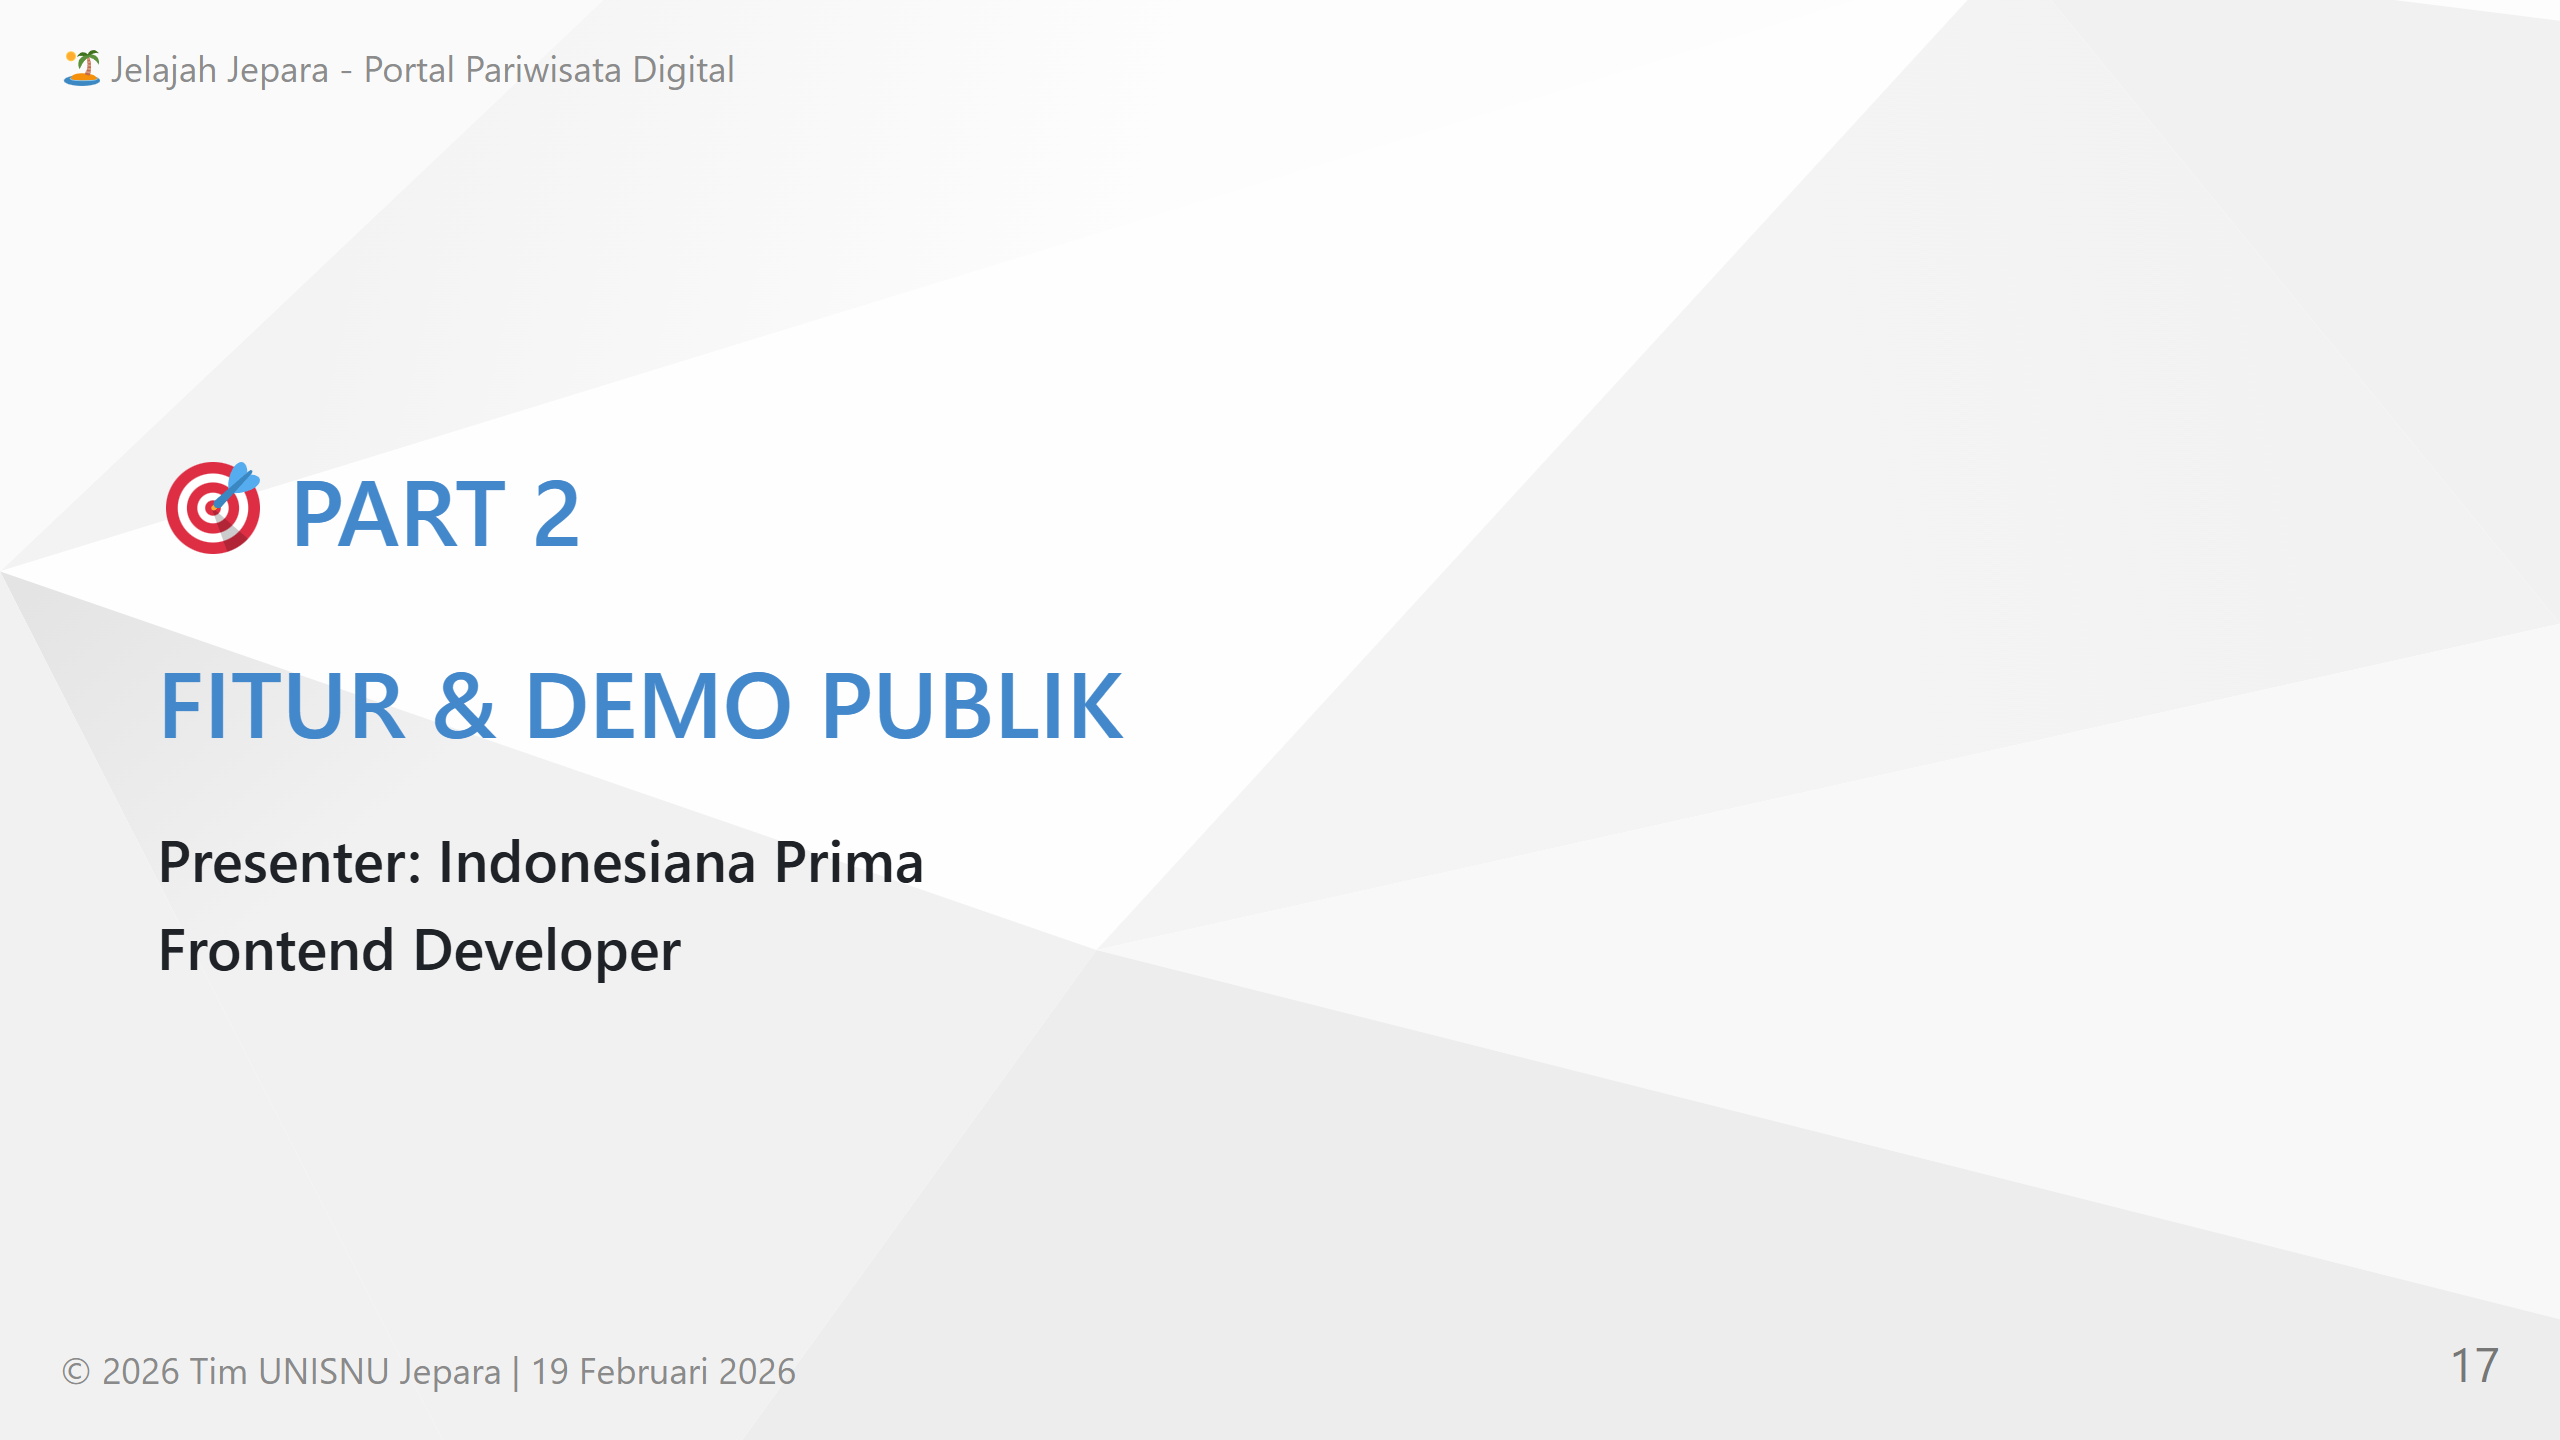 Jelajah Jepara - Portal Pariwisata Digital
PART 2
FITUR & DEMO PUBLIK
Presenter: Indonesiana Prima
Frontend Developer
© 2026 Tim UNISNU Jepara | 19 Februari 2026
17